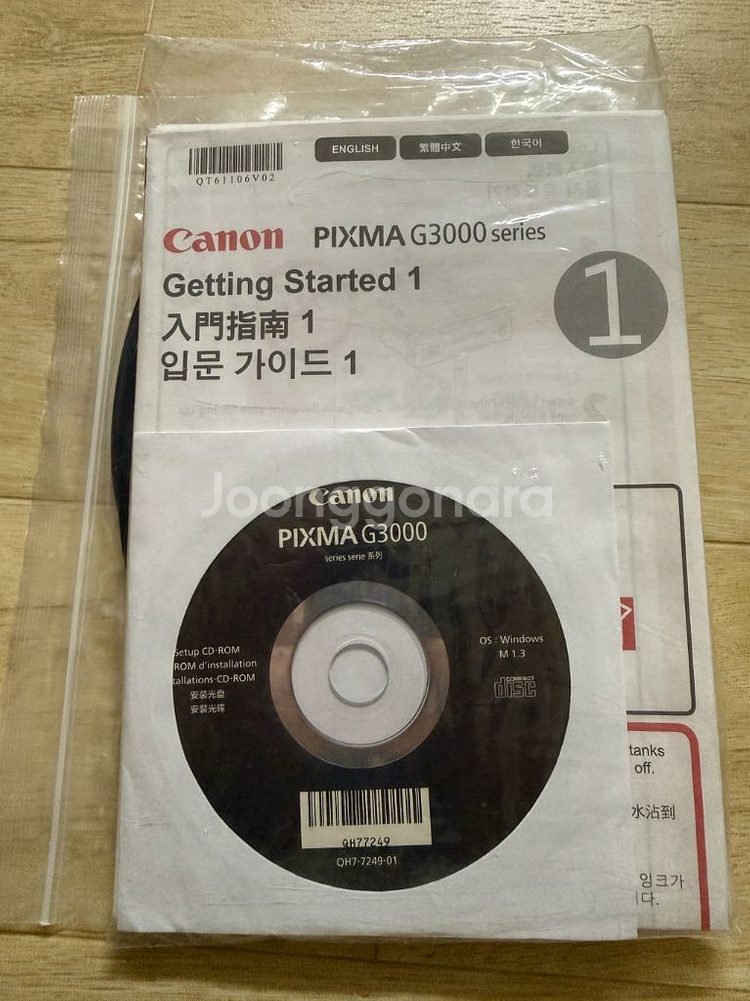 ENGLISH 繁體中文 한국어
QT61106V02
Canon PIXMA G3000 series
Getting Started 1
入門指南 1
입문 가이드 1
1
Joonggonara
Canon
PIXMA G3000
series serie 系列
Setup CD-ROM
ROM d'installation
tallations-CD-ROM
安装光盘
安裝光碟
OS : Windows
M 1.3
COMPACT
disc
QH77249
QH7-7249-01
tanks
off.
水沾到
잉크가
다.